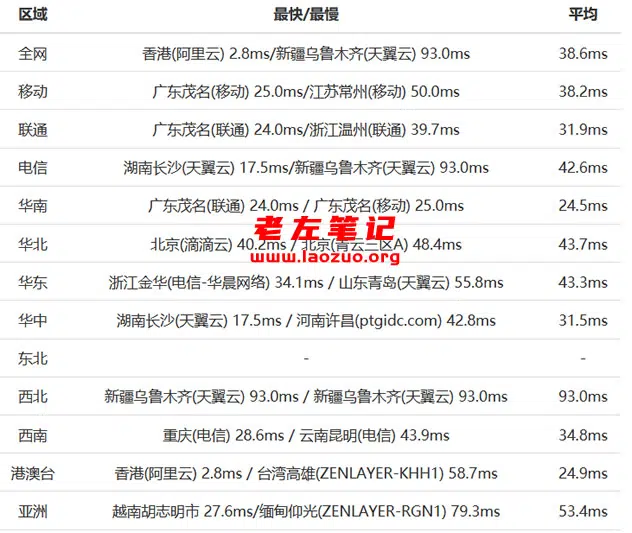 区域 最快/最慢 平均
全网 香港(阿里云) 2.8ms/新疆乌鲁木齐(天翼云) 93.0ms 38.6ms
移动 广东茂名(移动) 25.0ms/江苏常州(移动) 50.0ms 38.2ms
联通 广东茂名(联通) 24.0ms/浙江温州(联通) 39.7ms 31.9ms
电信 湖南长沙(天翼云) 17.5ms/新疆乌鲁木齐(天翼云) 93.0ms 42.6ms
华南 广东茂名(联通) 24.0ms / 广东茂名(移动) 25.0ms 24.5ms
老左笔记
华北 北京(滴滴云) 40.2ms / 北京(青云三区A) 48.4ms 43.7ms
www.laozuo.org
华东 浙江金华(电信-华晨网络) 34.1ms / 山东青岛(天翼云) 55.8ms 43.3ms
华中 湖南长沙(天翼云) 17.5ms / 河南许昌(ptgidc.com) 42.8ms 31.5ms
东北 - -
西北 新疆乌鲁木齐(天翼云) 93.0ms / 新疆乌鲁木齐(天翼云) 93.0ms 93.0ms
西南 重庆(电信) 28.6ms / 云南昆明(电信) 43.9ms 34.8ms
港澳台 香港(阿里云) 2.8ms / 台湾高雄(ZENLAYER-KHH1) 58.7ms 24.9ms
亚洲 越南胡志明市 27.6ms/缅甸仰光(ZENLAYER-RGN1) 79.3ms 53.4ms